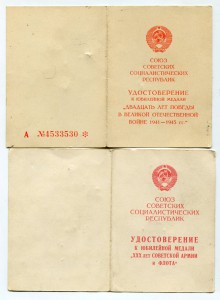 СОЮЗ
СОВЕТСКИХ
СОЦИАЛИСТИЧЕСКИХ
РЕСПУБЛИК
УДОСТОВЕРЕНИЕ
К ЮБИЛЕЙНОЙ МЕДАЛИ
„ДВАДЦАТЬ ЛЕТ ПОБЕДЫ
В ВЕЛИКОЙ ОТЕЧЕСТВЕННОЙ
ВОЙНЕ 1941—1945 гг.“
А №4533530
СОЮЗ
СОВЕТСКИХ
СОЦИАЛИСТИЧЕСКИХ
РЕСПУБЛИК
УДОСТОВЕРЕНИЕ
К ЮБИЛЕЙНОЙ МЕДАЛИ
„XXX лет СОВЕТСКОЙ АРМИИ
и ФЛОТА“